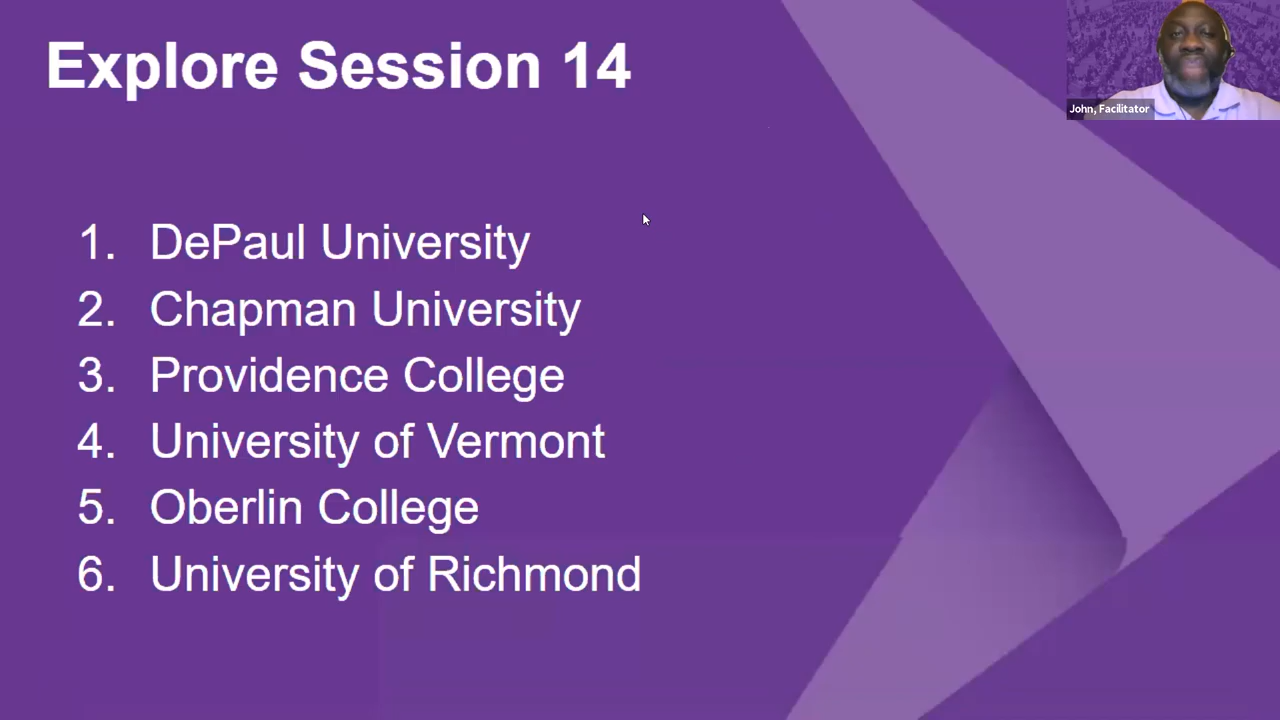 Explore Session 14
John, Facilitator
1. DePaul University
2. Chapman University
3. Providence College
4. University of Vermont
5. Oberlin College
6. University of Richmond